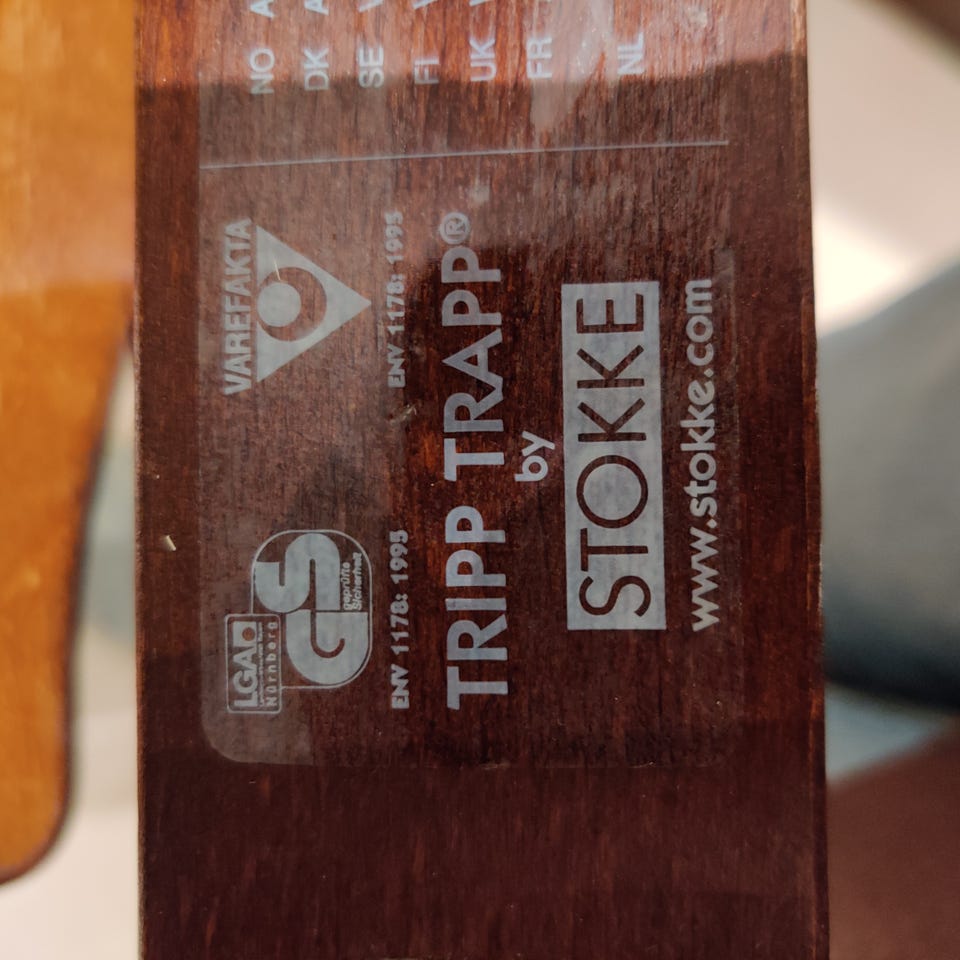 LGA
Nürnberg
GS
geprüfte
Sicherheit
ENV 1178: 1995
VAREFAKTA
ENV 1178: 1995
TRIPP TRAPP®
by
STOKKE
www.stokke.com
NO A
DK A
SE
FI
UK
FR
NL